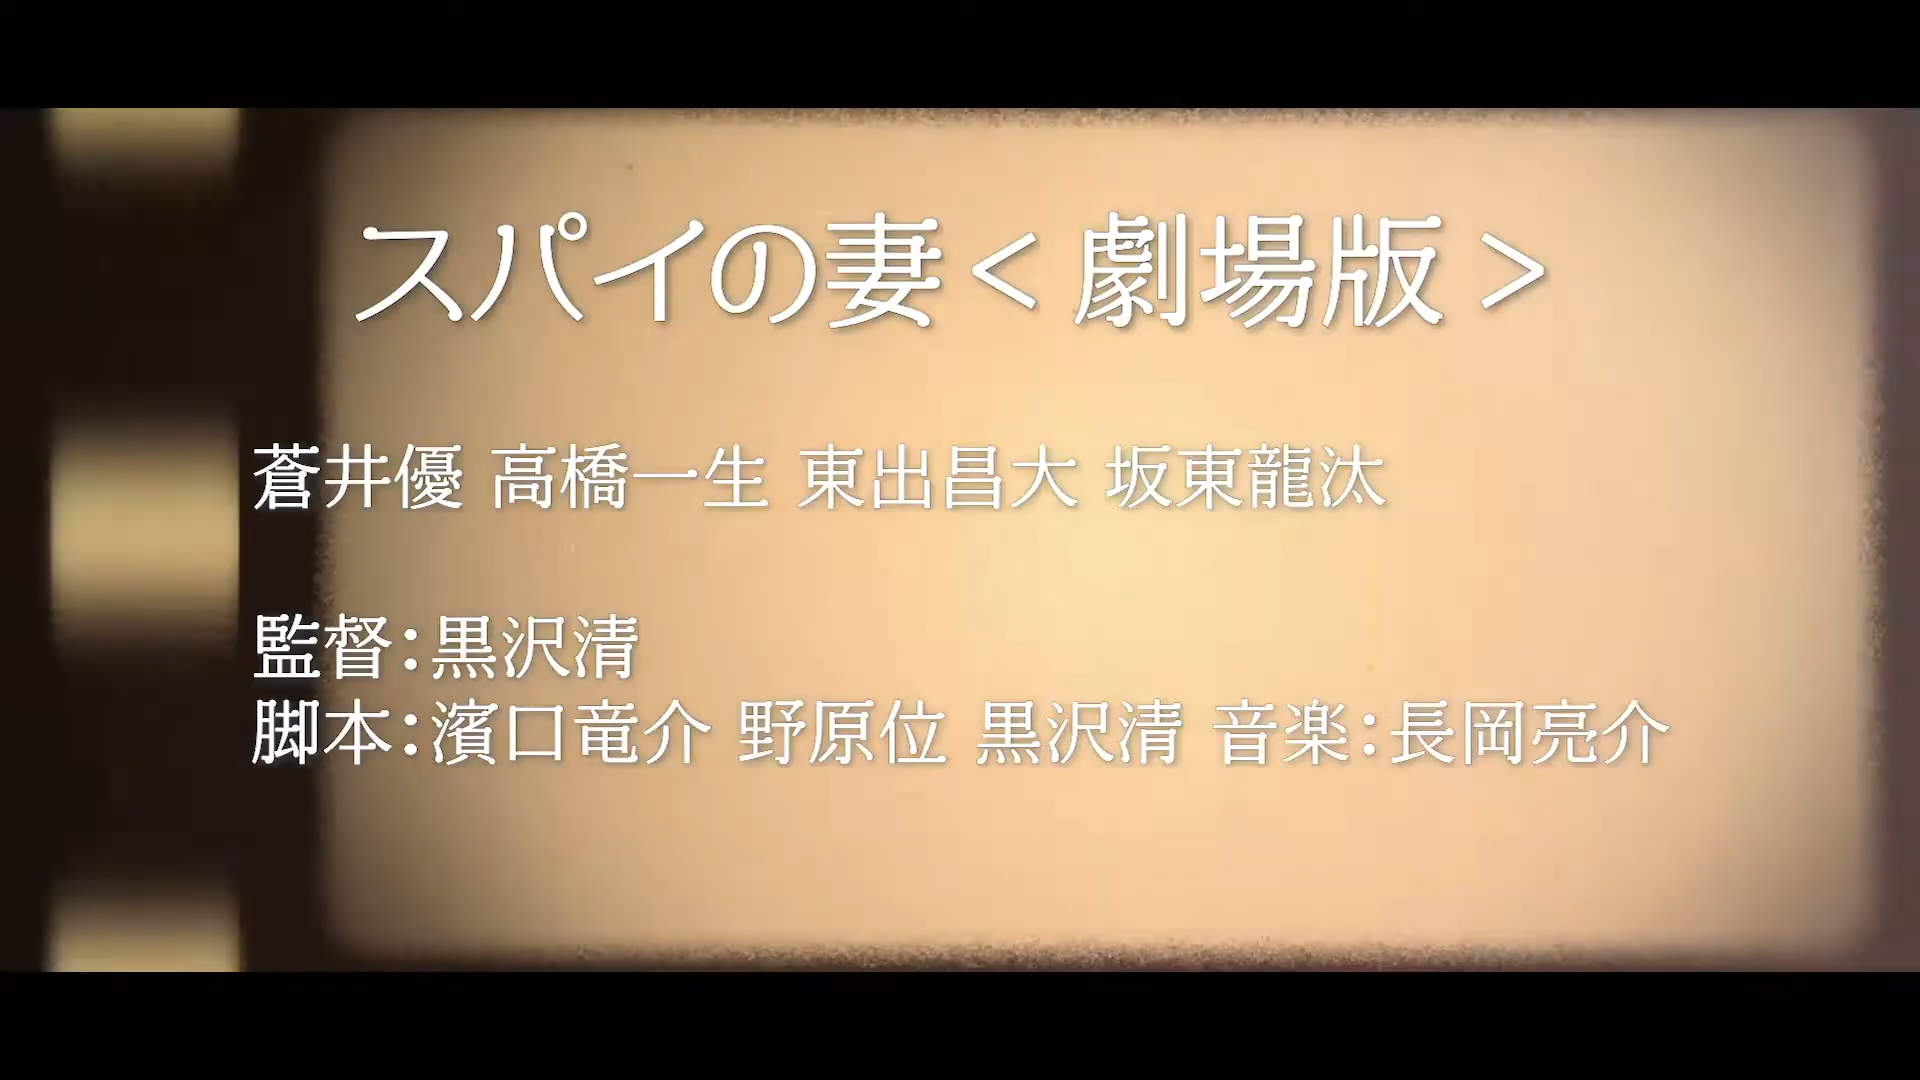 スパイの妻＜劇場版＞
蒼井優 高橋一生 東出昌大 坂東龍汰
監督：黒沢清
脚本：濱口竜介 野原位 黒沢清 音楽：長岡亮介